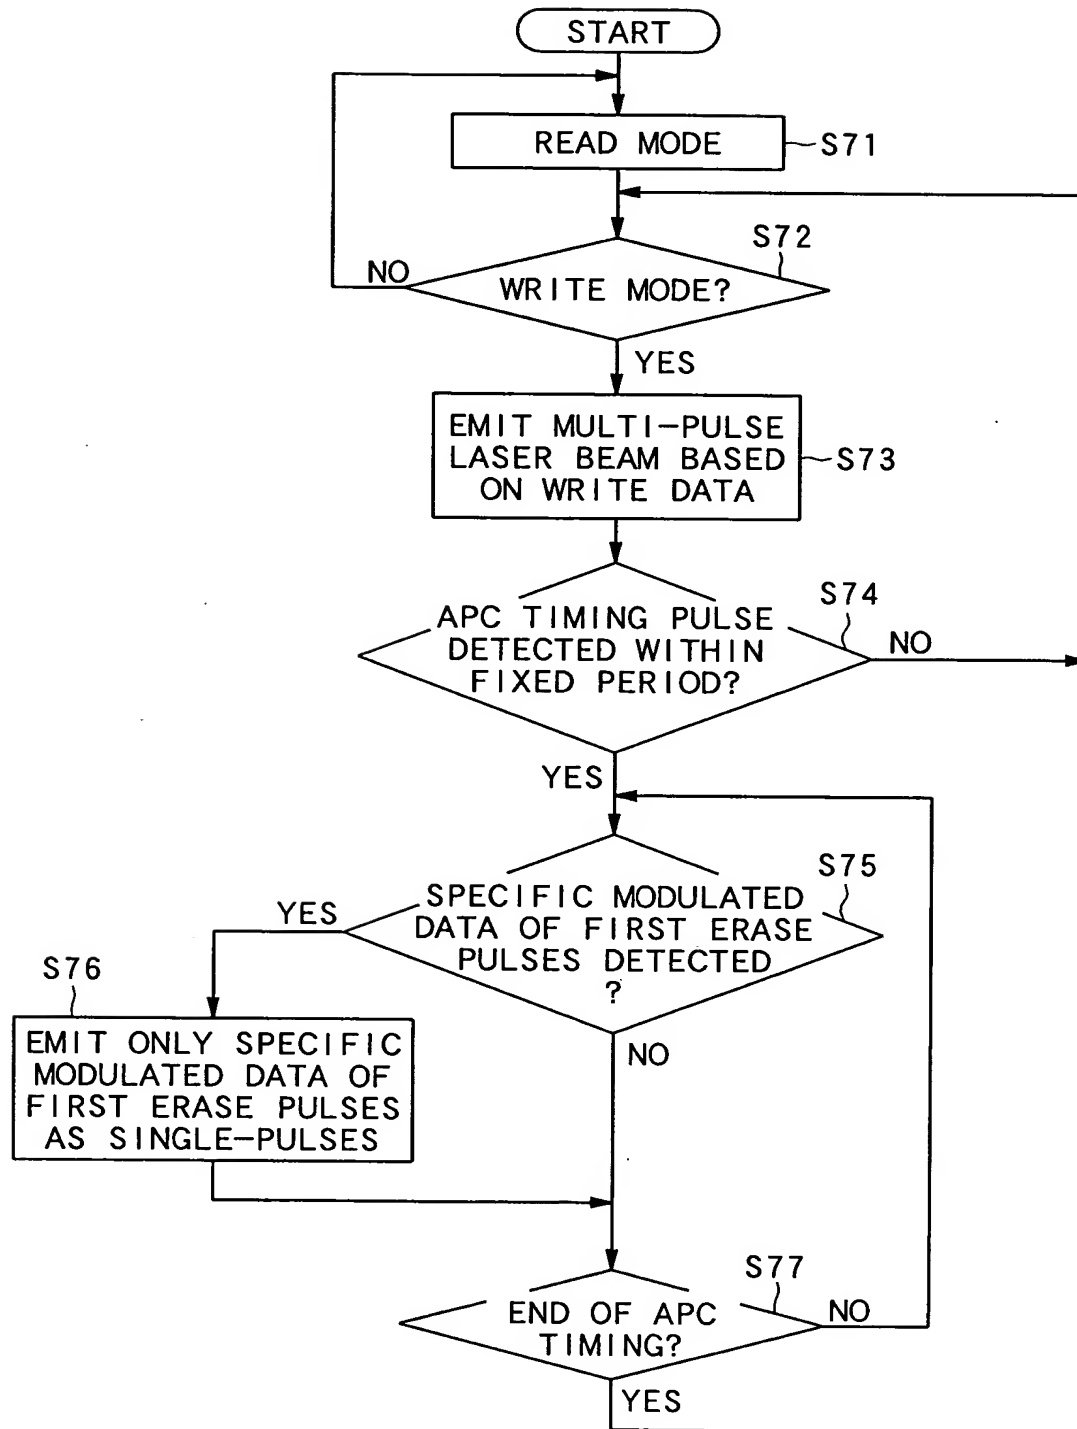 START
READ MODE
S71
S72
NO
WRITE MODE?
YES
EMIT MULTI-PULSE
LASER BEAM BASED
ON WRITE DATA
S73
S74
APC TIMING PULSE
DETECTED WITHIN
FIXED PERIOD?
NO
YES
S75
SPECIFIC MODULATED
DATA OF FIRST ERASE
PULSES DETECTED
?
YES
S76
NO
EMIT ONLY SPECIFIC
MODULATED DATA OF
FIRST ERASE PULSES
AS SINGLE-PULSES
S77
END OF APC
TIMING?
NO
YES